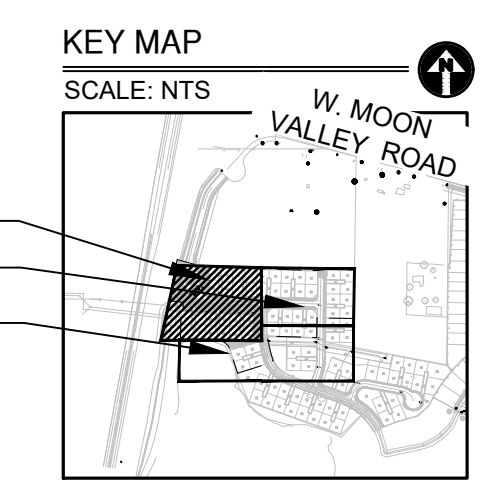 KEY MAP
N
SCALE: NTS
W. MOON
VALLEY ROAD